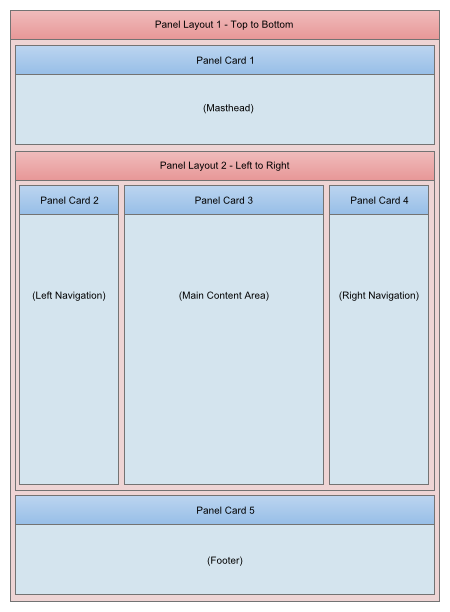 Panel Layout 1 - Top to Bottom
Panel Card 1
(Masthead)
Panel Layout 2 - Left to Right
Panel Card 2
Panel Card 3
Panel Card 4
(Left Navigation)
(Main Content Area)
(Right Navigation)
Panel Card 5
(Footer)